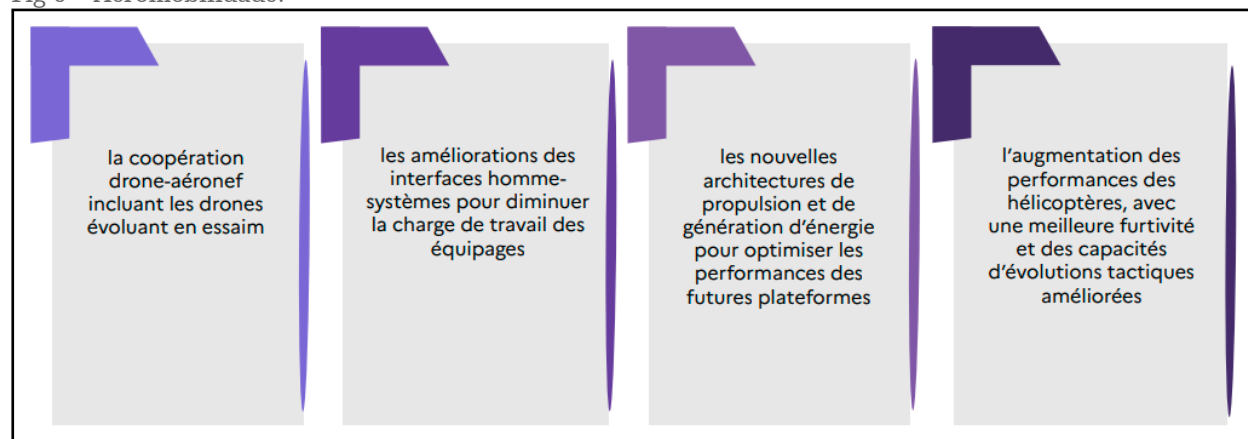 la coopération
drone-aéronef
incluant les drones
évoluant en essaim
les améliorations des
interfaces homme-
systèmes pour diminuer
la charge de travail des
équipages
les nouvelles
architectures de
propulsion et de
génération d'énergie
pour optimiser les
performances des
futures plateformes
l'augmentation des
performances des
hélicoptères, avec
une meilleure furtivité
et des capacités
d'évolutions tactiques
améliorées